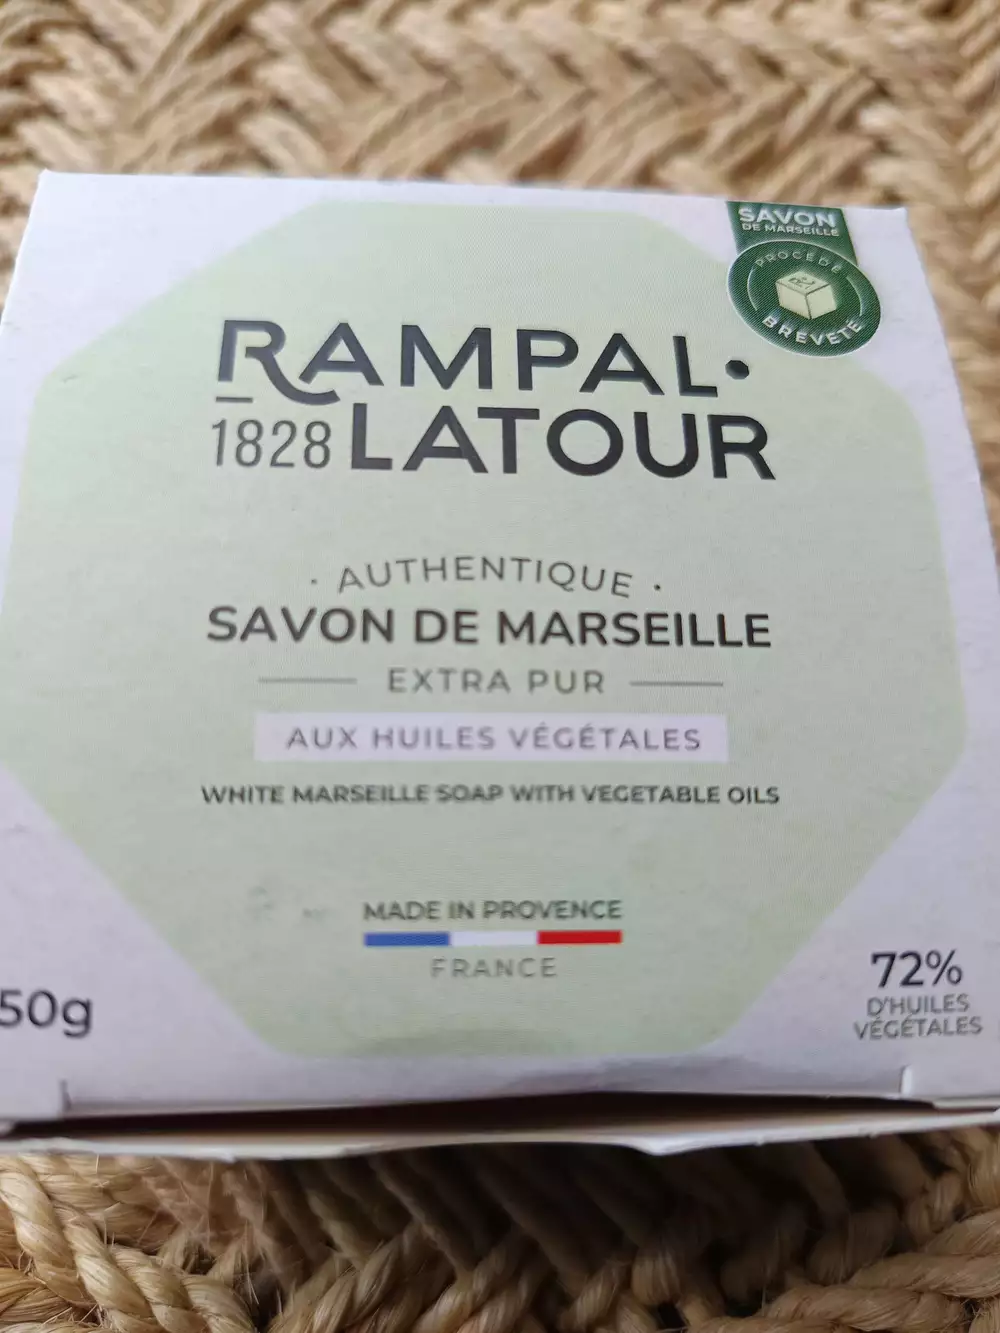 SAVON
DE MARSEILLE
PROCÉDÉ
BREVETÉ
RAMPAL·
1828 LATOUR
· AUTHENTIQUE ·
SAVON DE MARSEILLE
EXTRA PUR
AUX HUILES VÉGÉTALES
WHITE MARSEILLE SOAP WITH VEGETABLE OILS
MADE IN PROVENCE
FRANCE
50g
72%
D'HUILES
VÉGÉTALES